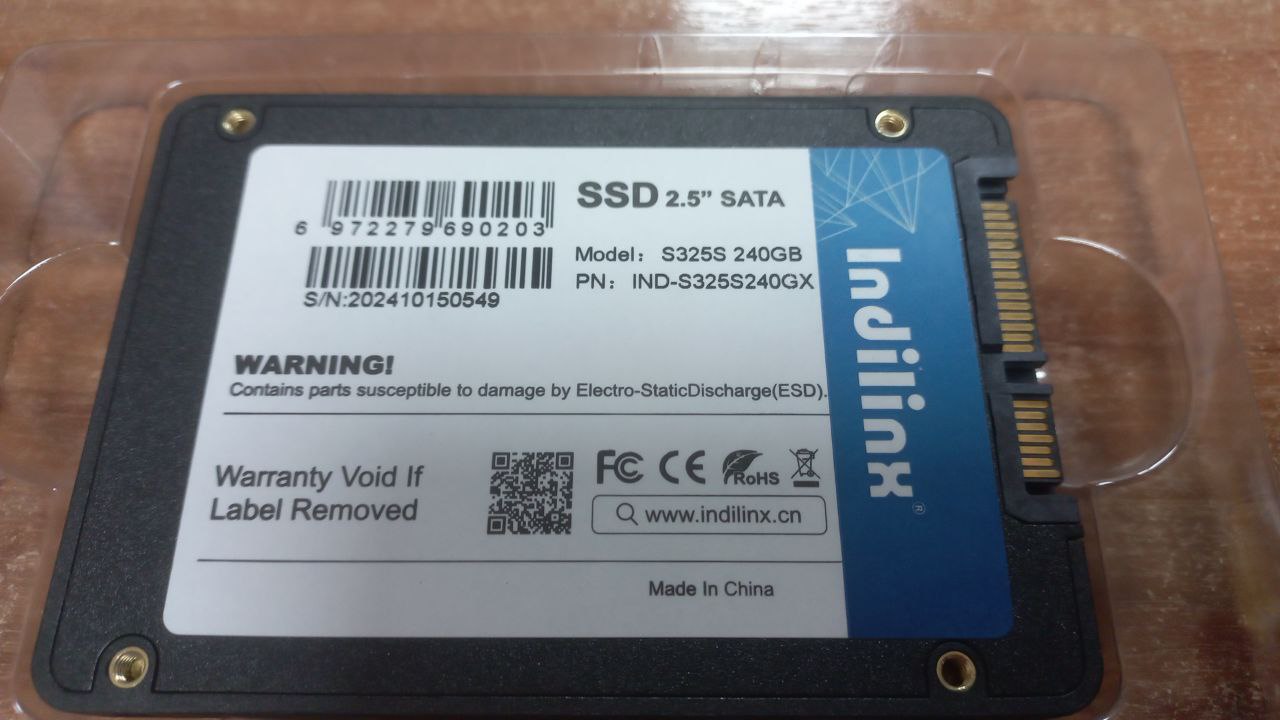 6 972279 690203
S/N:202410150549
SSD 2.5” SATA
Model： S325S 240GB
PN： IND-S325S240GX
WARNING!
Contains parts susceptible to damage by Electro-StaticDischarge(ESD).
Warranty Void If
Label Removed
FC CE RoHS
www.indilinx.cn
Made In China
Indilinx®